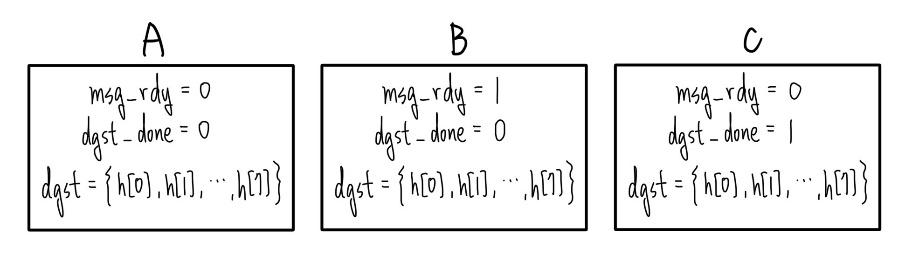 A
msg_rdy = 0
dgst_done = 0
dgst = {h[0], h[1], ..., h[7]}
B
msg_rdy = 1
dgst_done = 0
dgst = {h[0], h[1], ..., h[7]}
C
msg_rdy = 0
dgst_done = 1
dgst = {h[0], h[1], ..., h[7]}